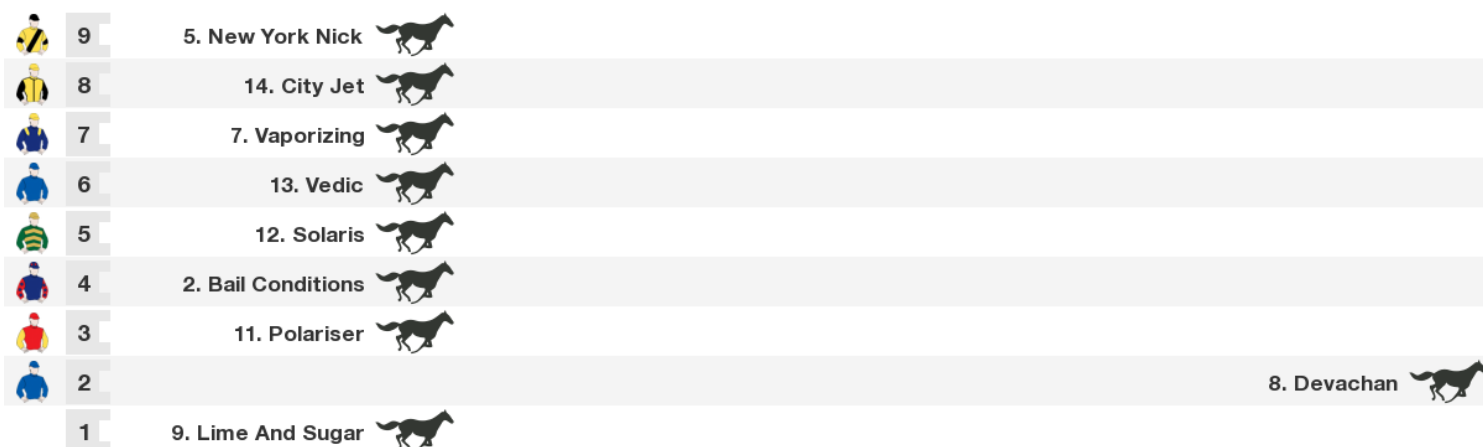 9 5. New York Nick
8 14. City Jet
7 7. Vaporizing
6 13. Vedic
5 12. Solaris
4 2. Bail Conditions
3 11. Polariser
2 8. Devachan
1 9. Lime And Sugar